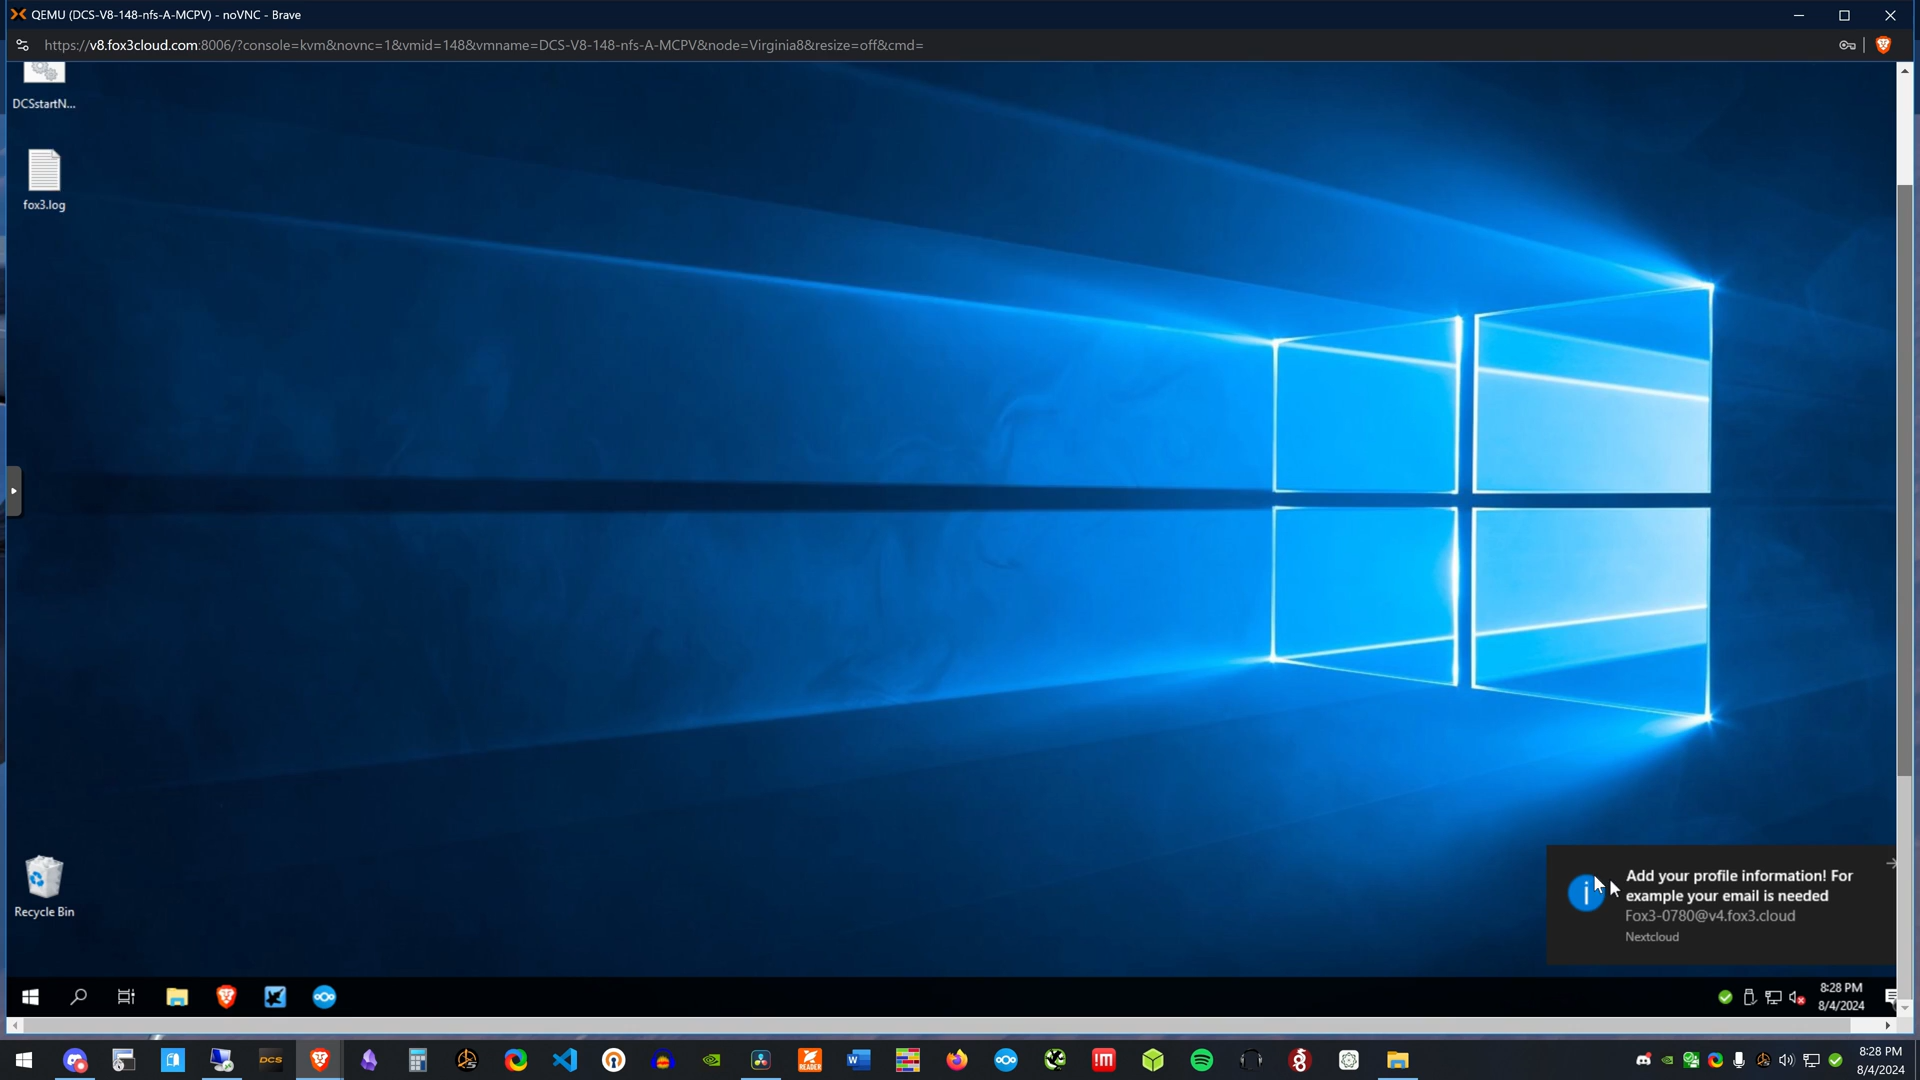 QEMU (DCS-V8-148-nfs-A-MCPV) - noVNC - Brave
https://v8.fox3cloud.com:8006/?console=kvm&novnc=1&vmid=148&vmname=DCS-V8-148-nfs-A-MCPV&node=Virginia8&resize=off&cmd=
DCSstartN...
fox3.log
Add your profile information! For
example your email is needed
Fox3-0780@v4.fox3.cloud
Nextcloud
Recycle Bin
8:28 PM
8/4/2024
DCS
READER
!M
8:28 PM
8/4/2024